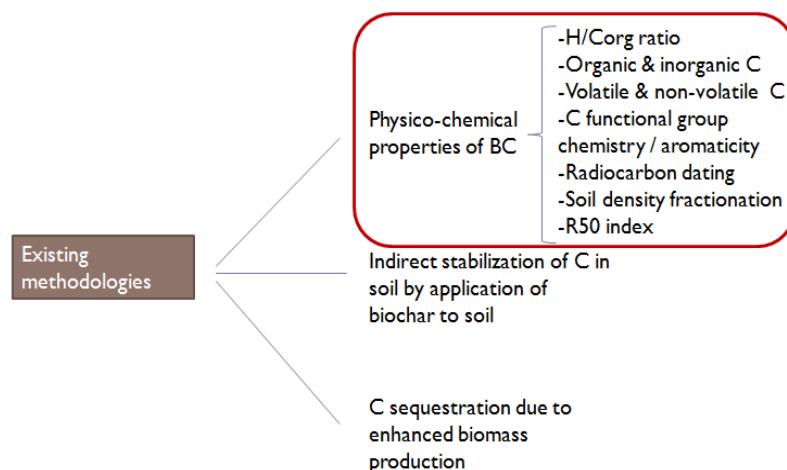 Existing
methodologies
Physico-chemical
properties of BC
-H/Corg ratio
-Organic & inorganic C
-Volatile & non-volatile C
-C functional group
chemistry / aromaticity
-Radiocarbon dating
-Soil density fractionation
-R50 index
Indirect stabilization of C in
soil by application of
biochar to soil
C sequestration due to
enhanced biomass
production